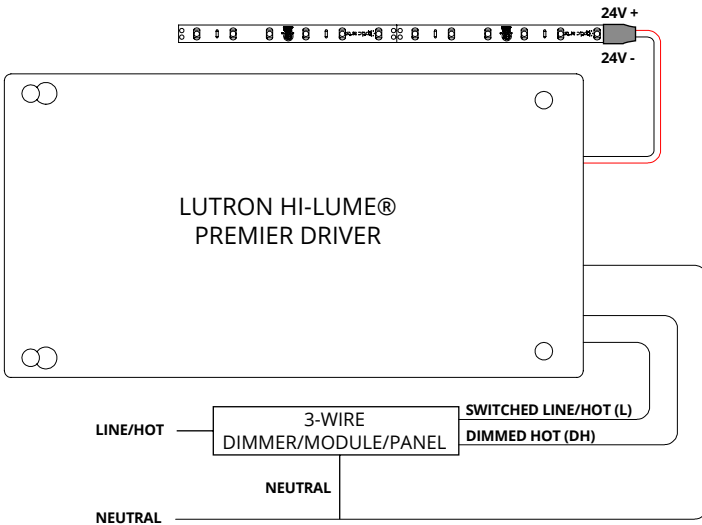 24V +
24V -
LUTRON HI-LUME®
PREMIER DRIVER
LINE/HOT
3-WIRE
DIMMER/MODULE/PANEL
SWITCHED LINE/HOT (L)
DIMMED HOT (DH)
NEUTRAL
NEUTRAL